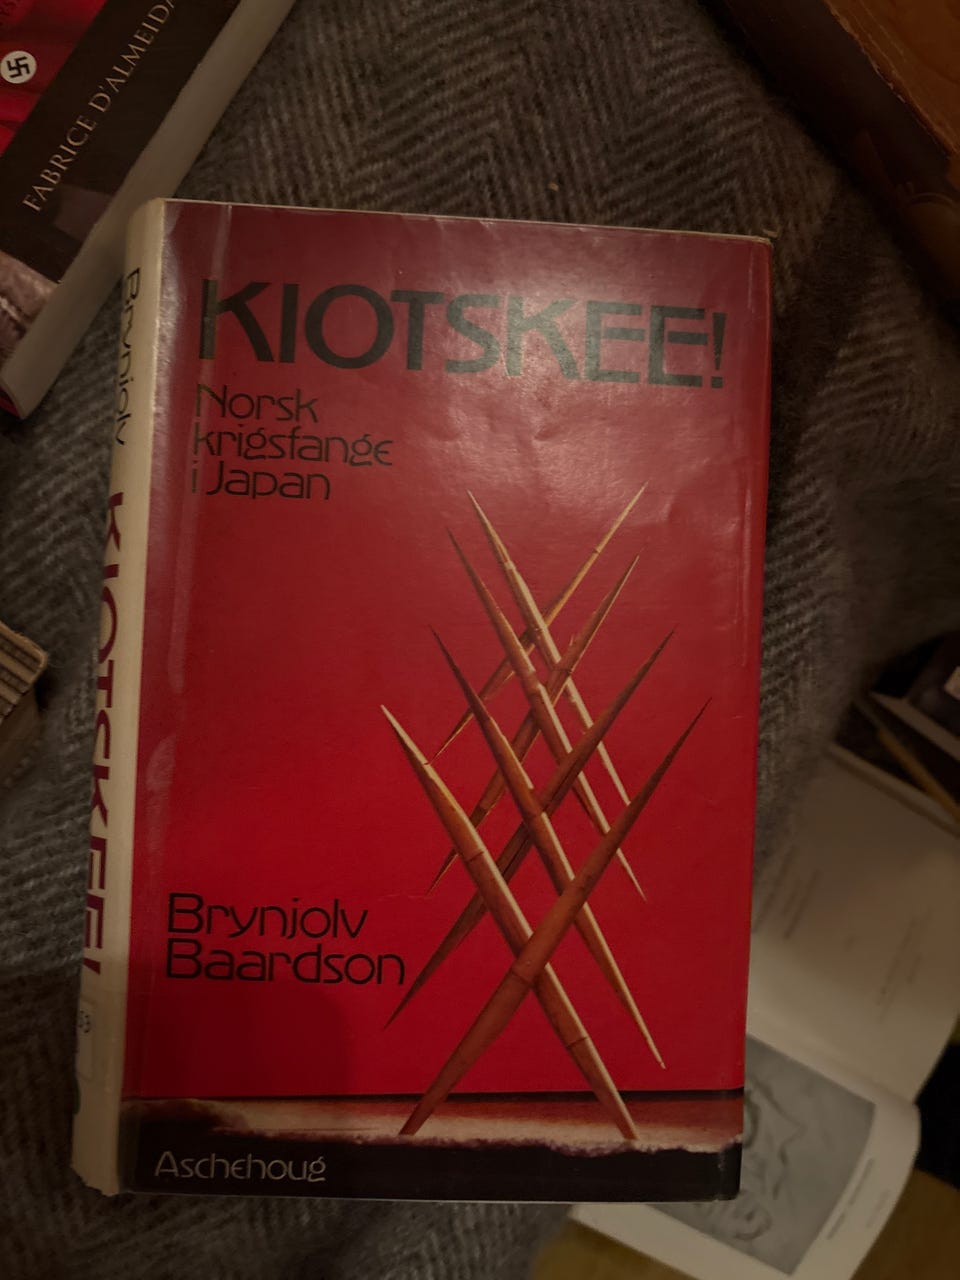 FABRICE D'ALMEIDA
KIOTSKEE!
Norsk
krigsfange
i Japan
Brynjolv
Baardson
Aschehoug
Brynjolv KIOTSKEE!